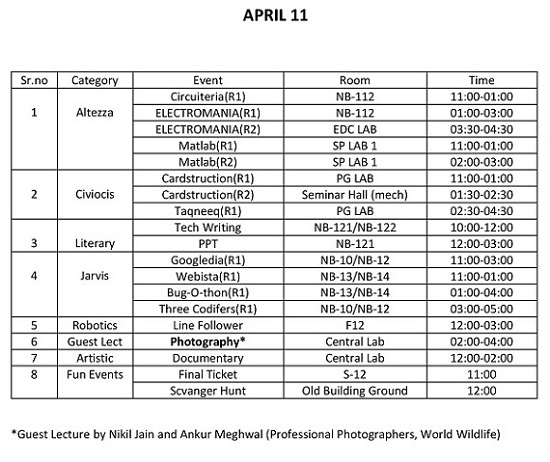 APRIL 11
Sr.no Category Event Room Time
1 Altezza Circuiteria(R1) NB-112 11:00-01:00
ELECTROMANIA(R1) NB-112 01:00-03:00
ELECTROMANIA(R2) EDC LAB 03:30-04:30
Matlab(R1) SP LAB 1 11:00-01:00
Matlab(R2) SP LAB 1 02:00-03:00
2 Civiocis Cardstruction(R1) PG LAB 11:00-01:00
Cardstruction(R2) Seminar Hall (mech) 01:30-02:30
Taqneeq(R1) PG LAB 02:30-04:30
3 Literary Tech Writing NB-121/NB-122 10:00-12:00
PPT NB-121 12:00-03:00
4 Jarvis Googledia(R1) NB-10/NB-12 11:00-03:00
Webista(R1) NB-13/NB-14 11:00-01:00
Bug-O-thon(R1) NB-13/NB-14 01:00-04:00
Three Codifers(R1) NB-10/NB-12 03:00-05:00
5 Robotics Line Follower F12 12:00-03:00
6 Guest Lect Photography* Central Lab 02:00-04:00
7 Artistic Documentary Central Lab 12:00-02:00
8 Fun Events Final Ticket S-12 11:00
Scvanger Hunt Old Building Ground 12:00
*Guest Lecture by Nikil Jain and Ankur Meghwal (Professional Photographers, World Wildlife)